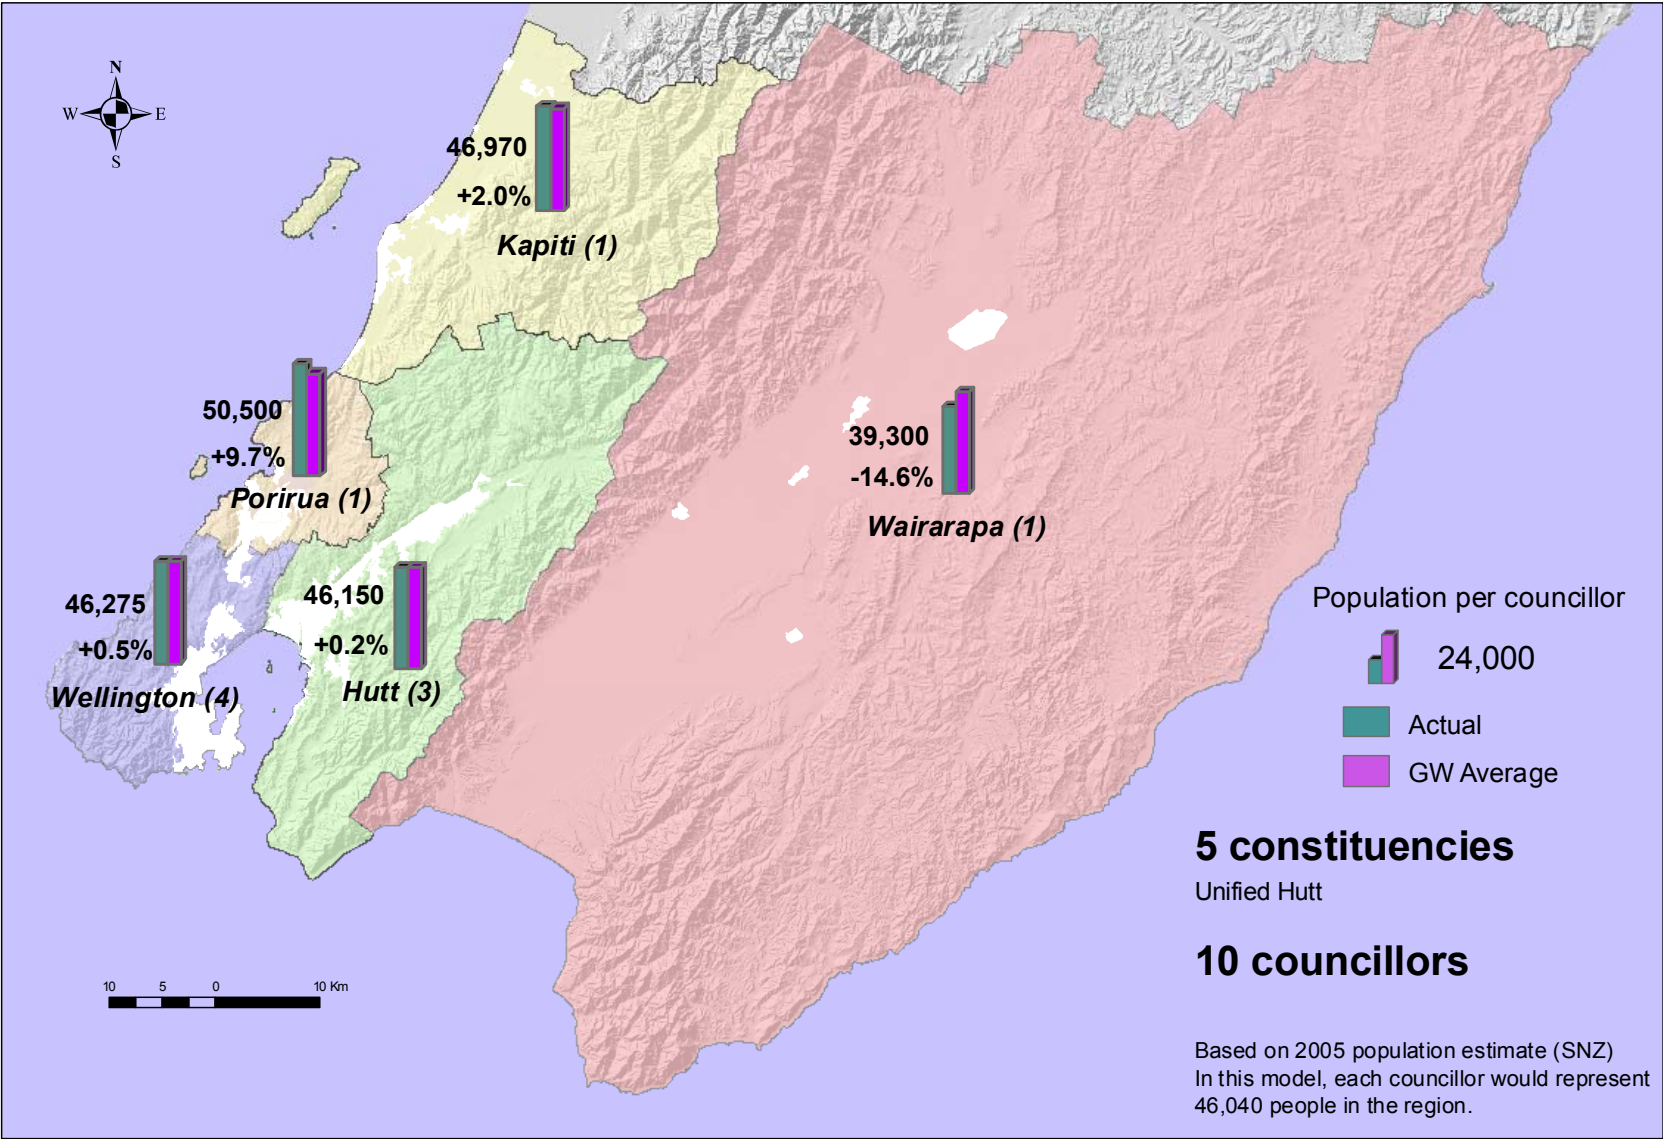 N
W
E
S
46,970
+2.0%
Kapiti (1)
50,500
+9.7%
Porirua (1)
39,300
-14.6%
Wairarapa (1)
46,275
+0.5%
Wellington (4)
46,150
+0.2%
Hutt (3)
Population per councillor
24,000
Actual
GW Average
5 constituencies
Unified Hutt
10 councillors
10 5 0 10 Km
Based on 2005 population estimate (SNZ)
In this model, each councillor would represent
46,040 people in the region.